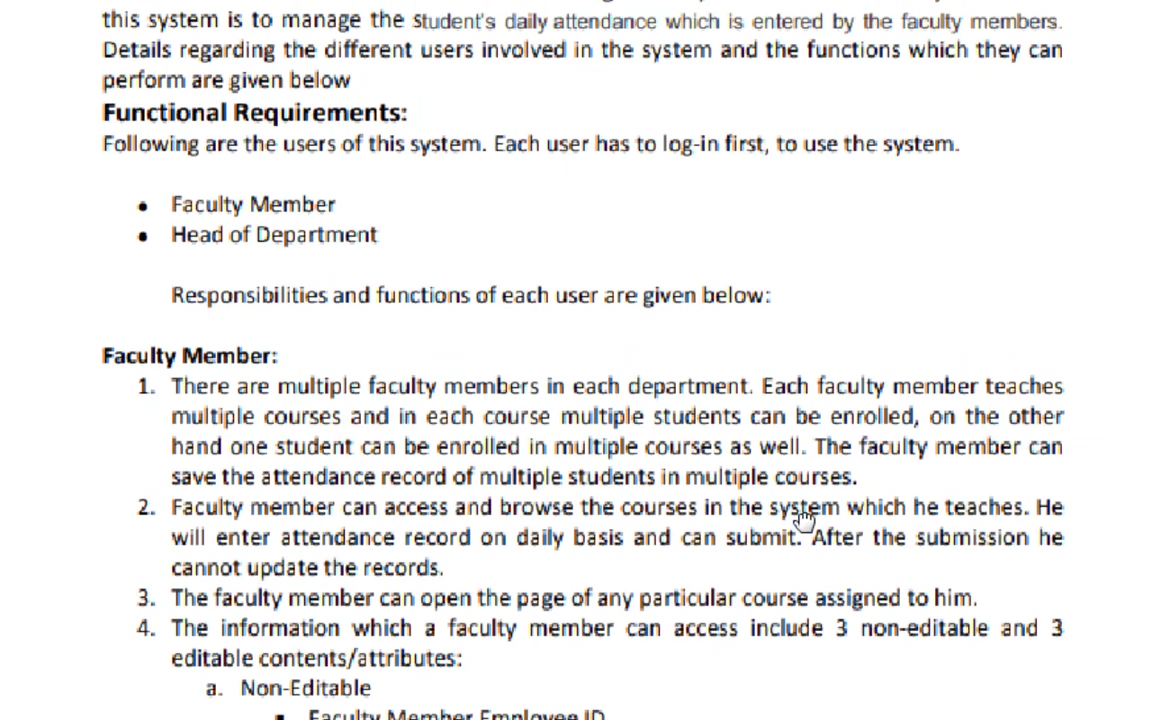 this system is to manage the student's daily attendance which is entered by the faculty members.
Details regarding the different users involved in the system and the functions which they can
perform are given below
Functional Requirements:
Following are the users of this system. Each user has to log-in first, to use the system.
• Faculty Member
• Head of Department
Responsibilities and functions of each user are given below:
Faculty Member:
1. There are multiple faculty members in each department. Each faculty member teaches
multiple courses and in each course multiple students can be enrolled, on the other
hand one student can be enrolled in multiple courses as well. The faculty member can
save the attendance record of multiple students in multiple courses.
2. Faculty member can access and browse the courses in the system which he teaches. He
will enter attendance record on daily basis and can submit. After the submission he
cannot update the records.
3. The faculty member can open the page of any particular course assigned to him.
4. The information which a faculty member can access include 3 non-editable and 3
editable contents/attributes:
a. Non-Editable
▪ Faculty Member Employee ID